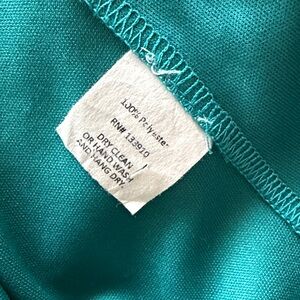 100% Polyester
RN# 133910
DRY CLEAN
OR HAND WASH
AND HANG DRY